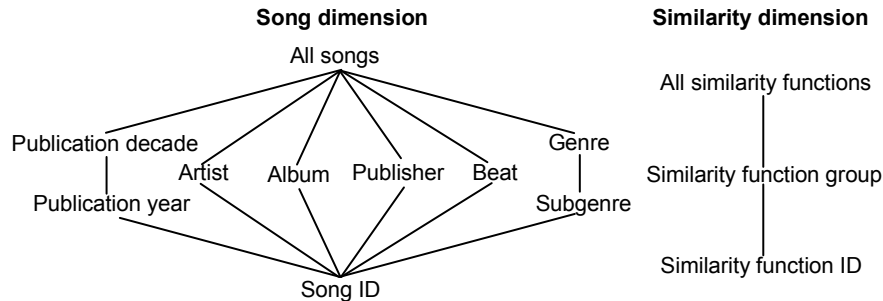 Song dimension
Similarity dimension
All songs
All similarity functions
Publication decade
Genre
Artist
Album
Publisher
Beat
Similarity function group
Publication year
Subgenre
Song ID
Similarity function ID